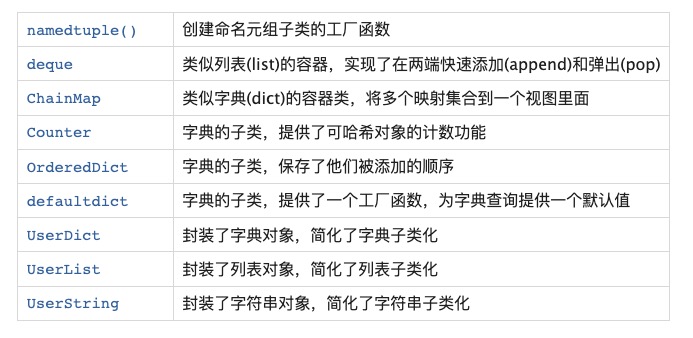 namedtuple() 创建命名元组子类的工厂函数
deque 类似列表(list)的容器，实现了在两端快速添加(append)和弹出(pop)
ChainMap 类似字典(dict)的容器类，将多个映射集合到一个视图里面
Counter 字典的子类，提供了可哈希对象的计数功能
OrderedDict 字典的子类，保存了他们被添加的顺序
defaultdict 字典的子类，提供了一个工厂函数，为字典查询提供一个默认值
UserDict 封装了字典对象，简化了字典子类化
UserList 封装了列表对象，简化了列表子类化
UserString 封装了字符串对象，简化了字符串子类化